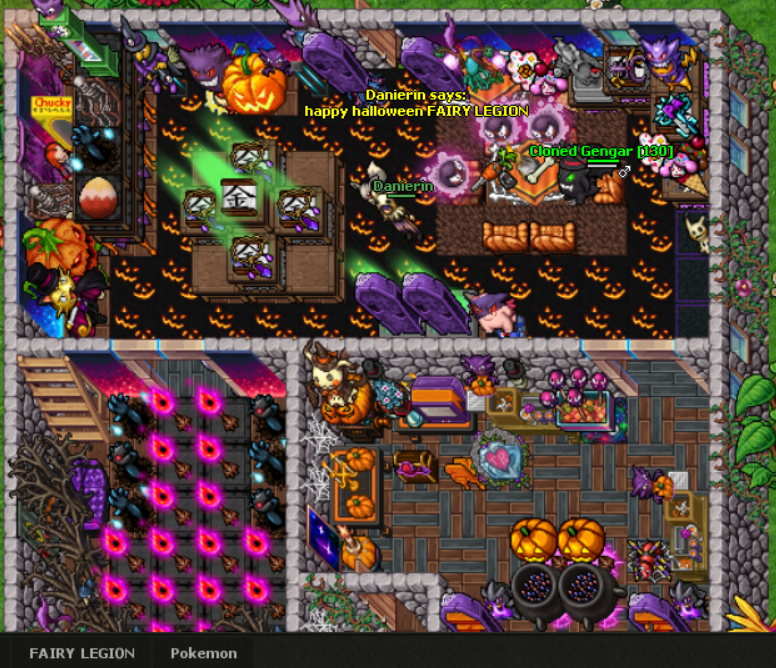 Chucky
Danierin says:
happy halloween FAIRY LEGION
Cloned Gengar [130]
Danierin
金
FAIRY LEGION
Pokemon